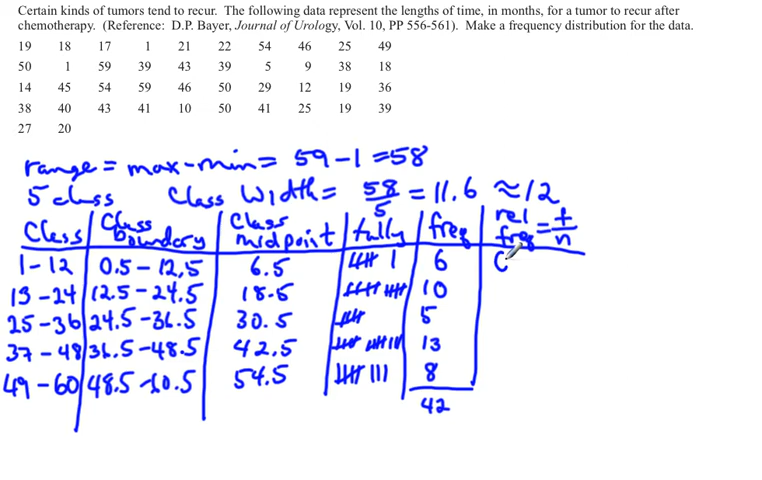 Certain kinds of tumors tend to recur. The following data represent the lengths of time, in months, for a tumor to recur after
chemotherapy. (Reference: D.P. Bayer, Journal of Urology, Vol. 10, PP 556-561). Make a frequency distribution for the data.
19 18 17 1 21 22 54 46 25 49
50 1 59 39 43 39 5 9 38 18
14 45 54 59 46 50 29 12 19 36
38 40 43 41 10 50 41 25 19 39
27 20
range = max-min = 59-1 = 58
5 class Class Width = 58/5 = 11.6 ≈ 12
Class Class boundary Class midpoint tally freq rel freq = f/n
1-12 0.5-12.5 6.5 6
13-24 12.5-24.5 18.5 10
25-36 24.5-36.5 30.5 5
37-48 36.5-48.5 42.5 13
49-60 48.5-60.5 54.5 8
42